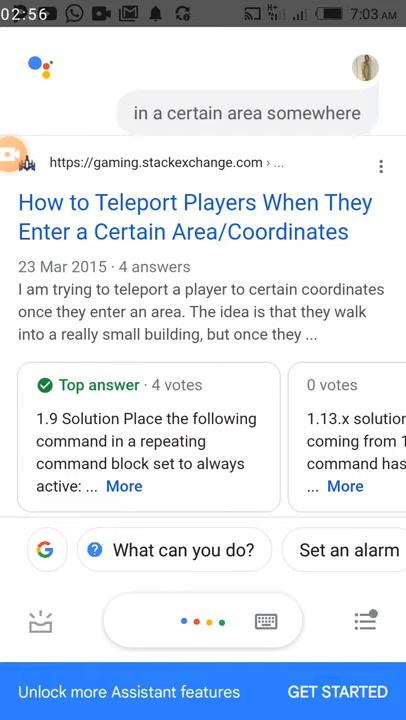 02:56 7:03 AM
in a certain area somewhere
https://gaming.stackexchange.com › ...
How to Teleport Players When They
Enter a Certain Area/Coordinates
23 Mar 2015 · 4 answers
I am trying to teleport a player to certain coordinates
once they enter an area. The idea is that they walk
into a really small building, but once they ...
Top answer · 4 votes
1.9 Solution Place the following
command in a repeating
command block set to always
active: ... More
0 votes
1.13.x solution
coming from 1
command has
... More
What can you do?
Set an alarm
Unlock more Assistant features
GET STARTED